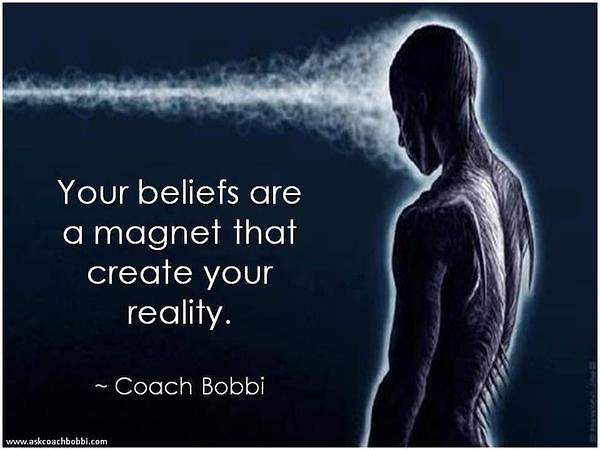 Your beliefs are
a magnet that
create your
reality.
~ Coach Bobbi
www.askcoachbobbi.com